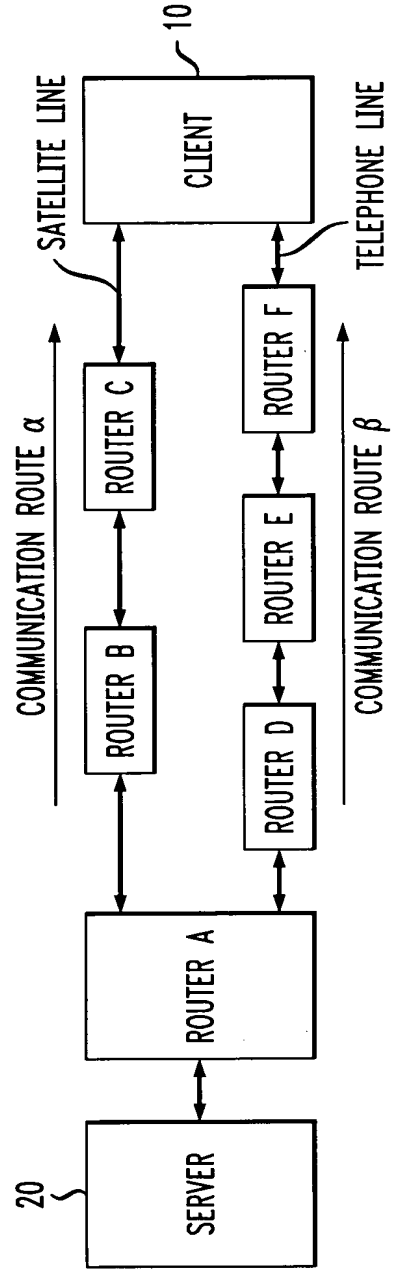 COMMUNICATION ROUTE α
SATELLITE LINE
10
20
SERVER
ROUTER A
ROUTER B
ROUTER C
CLIENT
ROUTER D
ROUTER E
ROUTER F
COMMUNICATION ROUTE β
TELEPHONE LINE